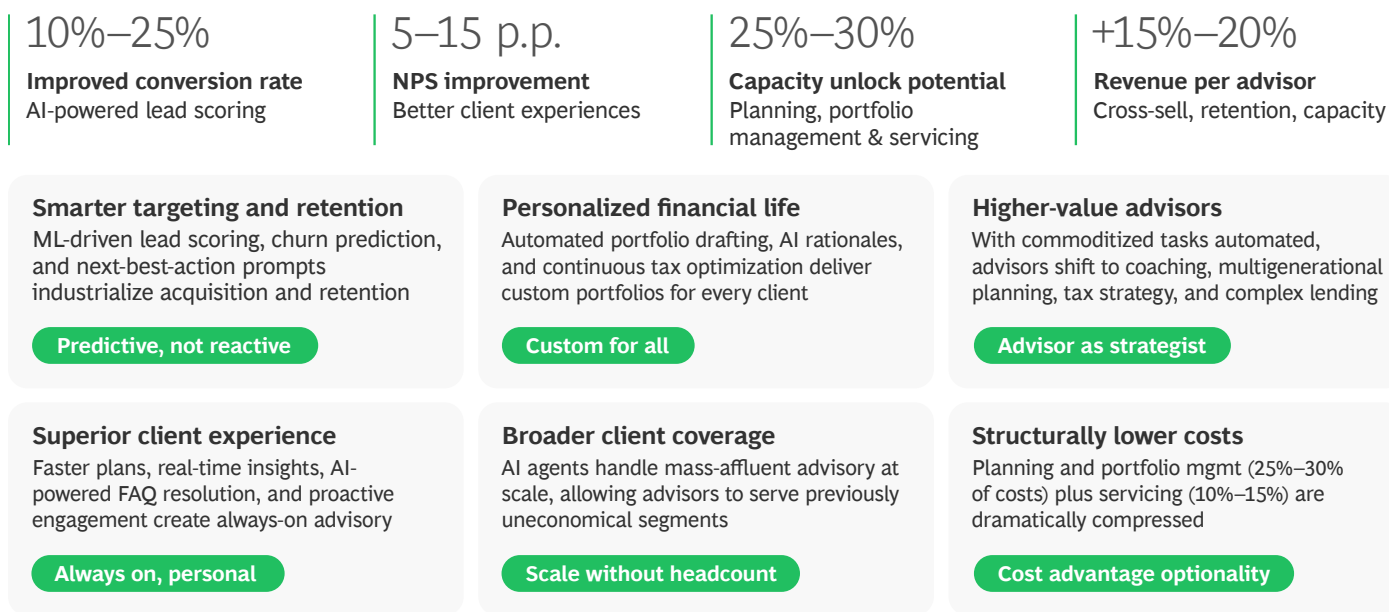 10%–25%
Improved conversion rate
AI-powered lead scoring
5–15 p.p.
NPS improvement
Better client experiences
25%–30%
Capacity unlock potential
Planning, portfolio
management & servicing
+15%–20%
Revenue per advisor
Cross-sell, retention, capacity
Smarter targeting and retention
ML-driven lead scoring, churn prediction,
and next-best-action prompts
industrialize acquisition and retention
Predictive, not reactive
Personalized financial life
Automated portfolio drafting, AI rationales,
and continuous tax optimization deliver
custom portfolios for every client
Custom for all
Higher-value advisors
With commoditized tasks automated,
advisors shift to coaching, multigenerational
planning, tax strategy, and complex lending
Advisor as strategist
Superior client experience
Faster plans, real-time insights, AI-
powered FAQ resolution, and proactive
engagement create always-on advisory
Always on, personal
Broader client coverage
AI agents handle mass-affluent advisory at
scale, allowing advisors to serve previously
uneconomical segments
Scale without headcount
Structurally lower costs
Planning and portfolio mgmt (25%–30%
of costs) plus servicing (10%–15%) are
dramatically compressed
Cost advantage optionality